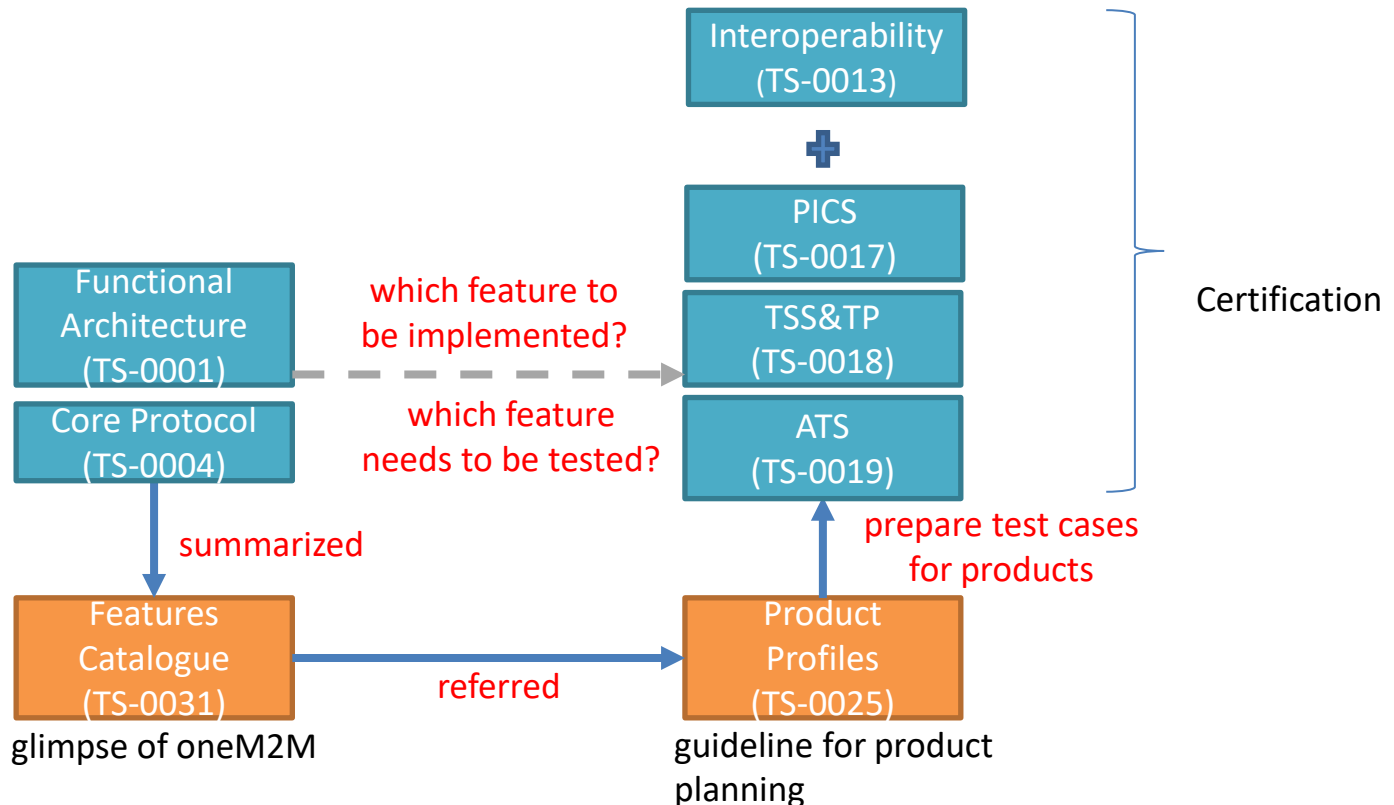 Interoperability
(TS-0013)
PICS
(TS-0017)
Functional
Architecture
(TS-0001)
which feature to
be implemented?
TSS&TP
(TS-0018)
Certification
Core Protocol
(TS-0004)
which feature
needs to be tested?
ATS
(TS-0019)
summarized
prepare test cases
for products
Features
Catalogue
(TS-0031)
referred
Product
Profiles
(TS-0025)
glimpse of oneM2M
guideline for product
planning